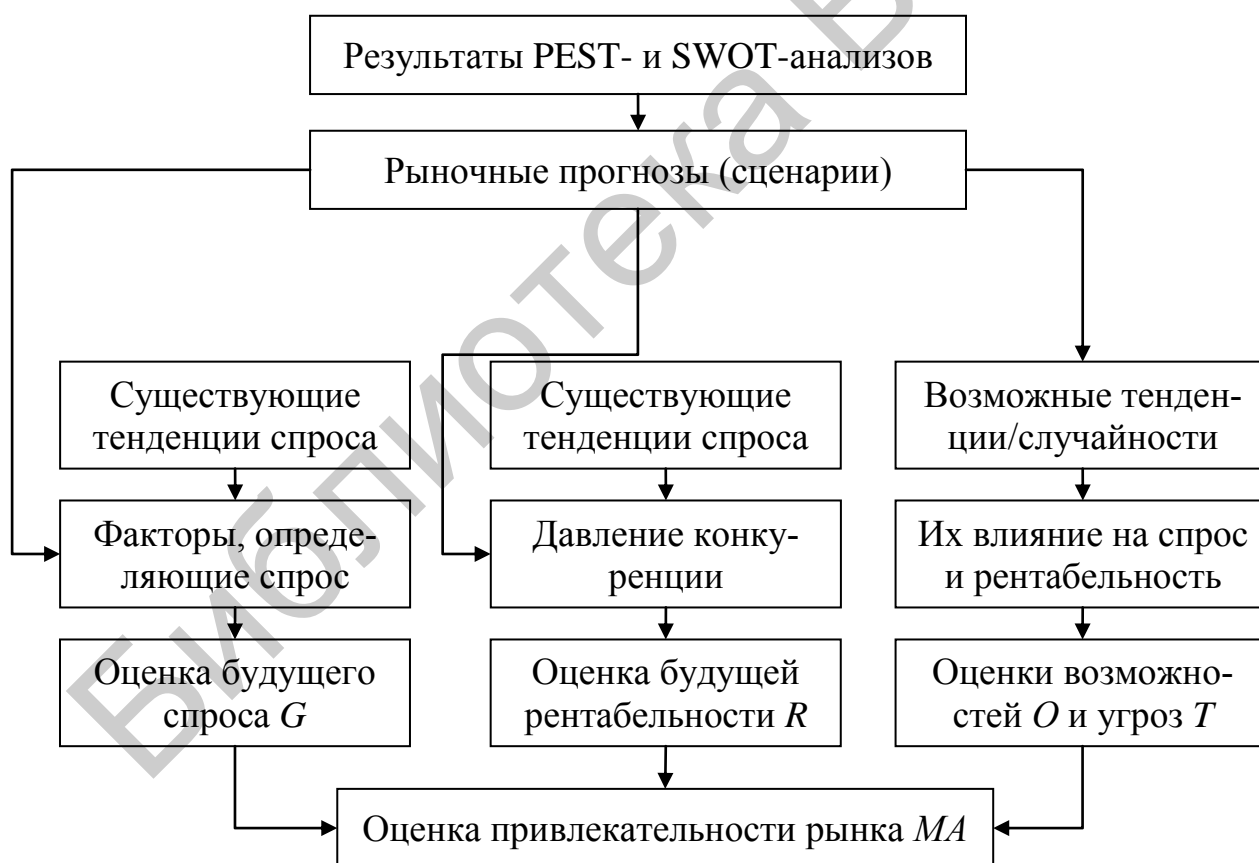 Результаты PEST- и SWOT-анализов
Рыночные прогнозы (сценарии)
Существующие
тенденции спроса
Существующие
тенденции спроса
Возможные тенден-
ции/случайности
Факторы, опреде-
ляющие спрос
Давление конку-
ренции
Их влияние на спрос
и рентабельность
Оценка будущего
спроса G
Оценка будущей
рентабельности R
Оценки возможно-
стей O и угроз T
Оценка привлекательности рынка MA
Библиотека